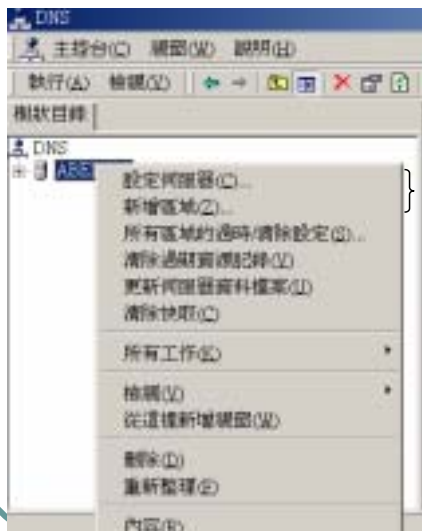 DNS
主控台(C) 視窗(W) 說明(H)
執行(A) 檢視(V)
樹狀目錄
DNS
設定伺服器(C)...
新增區域(Z)...
所有區域的過時/清除設定(S)...
清除過期資源記錄(V)
更新伺服器資料檔案(U)
清除快取(C)
所有工作(K)
檢視(V)
從這裡新增視窗(W)
刪除(D)
重新整理(F)
內容(R)